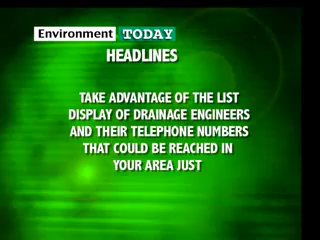 Environment TODAY
HEADLINES
TAKE ADVANTAGE OF THE LIST
DISPLAY OF DRAINAGE ENGINEERS
AND THEIR TELEPHONE NUMBERS
THAT COULD BE REACHED IN
YOUR AREA JUST